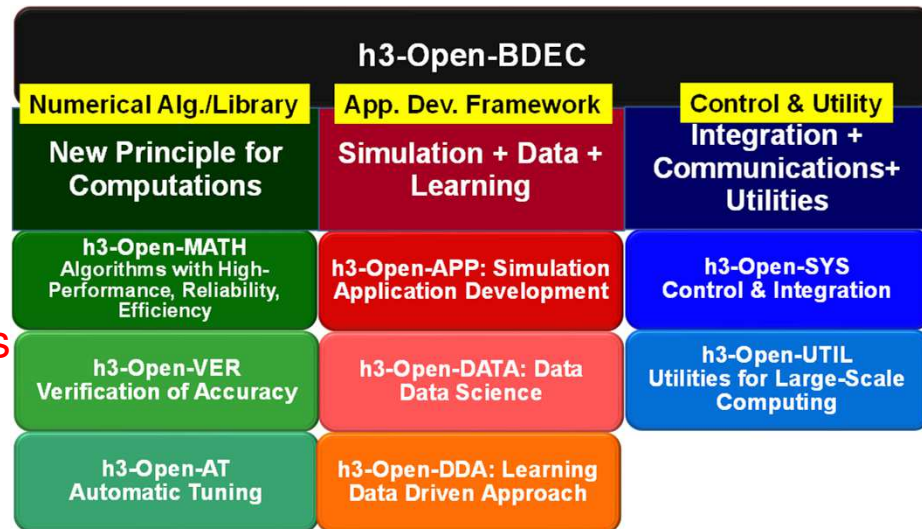 h3-Open-BDEC
Numerical Alg./Library
New Principle for
Computations
h3-Open-MATH
Algorithms with High-
Performance, Reliability,
Efficiency
s
h3-Open-VER
Verification of Accuracy
h3-Open-AT
Automatic Tuning
App. Dev. Framework
Simulation + Data +
Learning
h3-Open-APP: Simulation
Application Development
h3-Open-DATA: Data
Data Science
h3-Open-DDA: Learning
Data Driven Approach
Control & Utility
Integration +
Communications+
Utilities
h3-Open-SYS
Control & Integration
h3-Open-UTIL
Utilities for Large-Scale
Computing